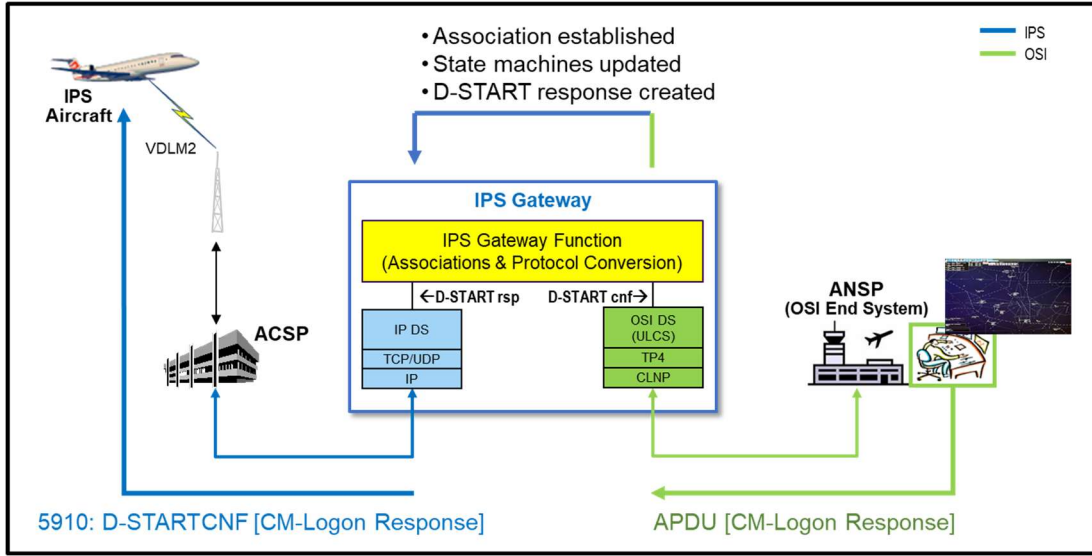 • Association established
• State machines updated
• D-START response created
IPS
OSI
IPS
Aircraft
VDLM2
IPS Gateway
IPS Gateway Function
(Associations & Protocol Conversion)
←D-START rsp
D-START cnf→
IP DS
TCP/UDP
IP
OSI DS
(ULCS)
TP4
CLNP
ACSP
ANSP
(OSI End System)
5910: D-STARTCNF [CM-Logon Response]
APDU [CM-Logon Response]